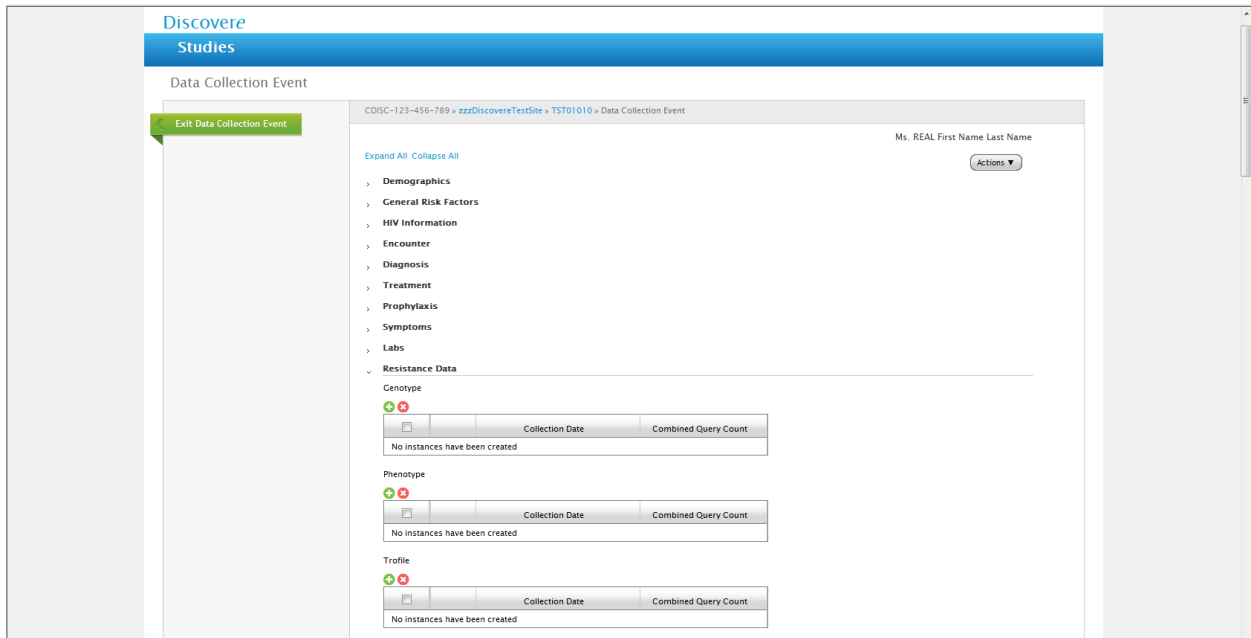 Discovere
Studies
Data Collection Event
Exit Data Collection Event
CDISC-123-456-789 » zzzDiscovereTestSite » TST01010 » Data Collection Event
Ms. REAL First Name Last Name
Expand All Collapse All
Actions ▼
Demographics
General Risk Factors
HIV Information
Encounter
Diagnosis
Treatment
Prophylaxis
Symptoms
Labs
Resistance Data
Genotype
Collection Date Combined Query Count
No instances have been created
Phenotype
Collection Date Combined Query Count
No instances have been created
Trofile
Collection Date Combined Query Count
No instances have been created